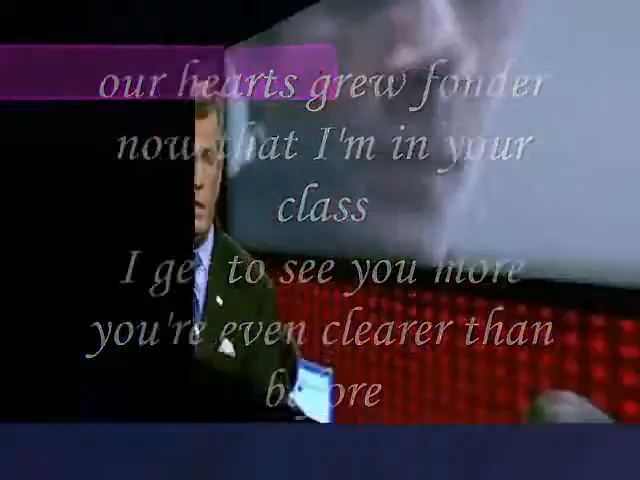 our hearts grew fonder
now that I'm in your
class
I get to see you more
you're even clearer than
before